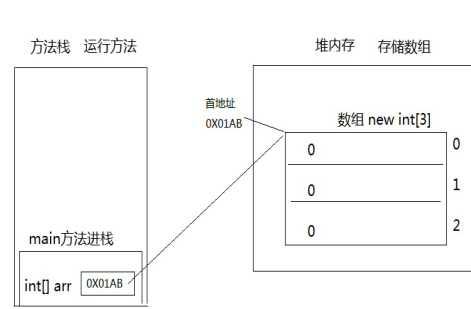 方法栈 运行方法
堆内存 存储数组
首地址
0X01AB
数组 new int[3]
0 0
0 1
0 2
main方法进栈
int[] arr 0X01AB